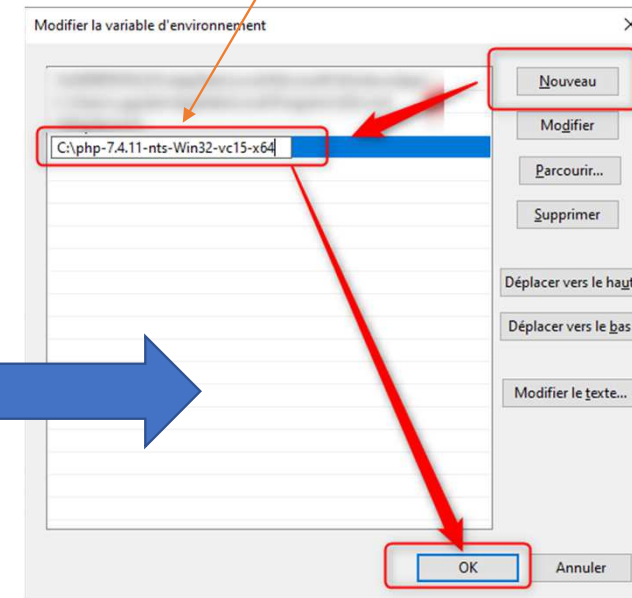 Modifier la variable d'environnement
Nouveau
Modifier
C:\php-7.4.11-nts-Win32-vc15-x64
Parcourir...
Supprimer
Déplacer vers le haut
Déplacer vers le bas
Modifier le texte...
OK
Annuler